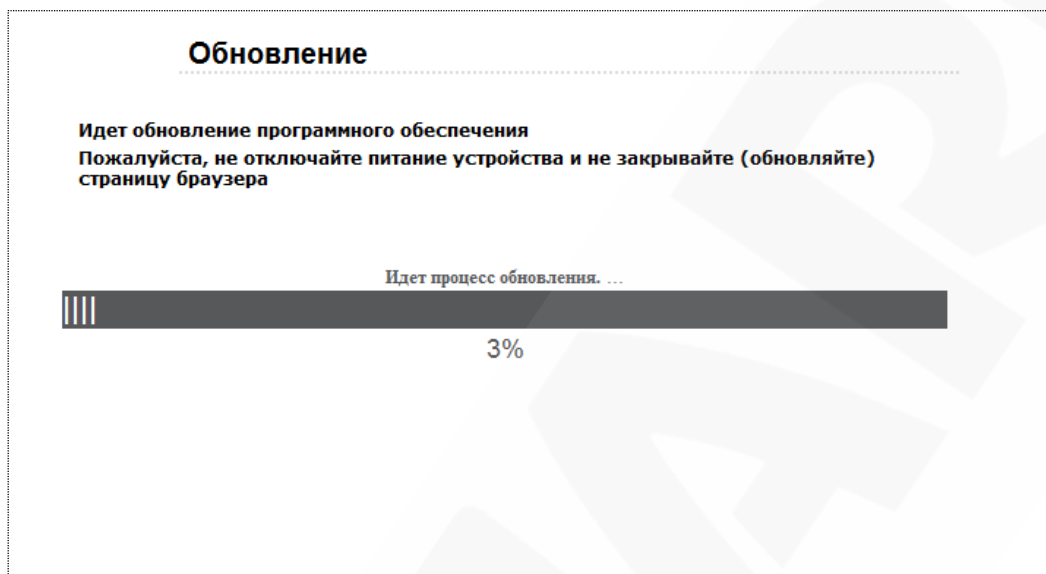 Обновление
Идет обновление программного обеспечения
Пожалуйста, не отключайте питание устройства и не закрывайте (обновляйте)
страницу браузера
Идет процесс обновления. ...
3%